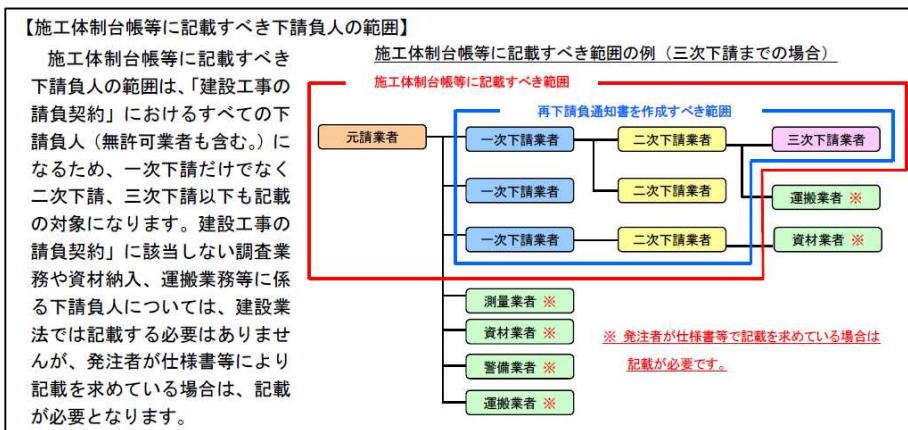 【施工体制台帳等に記載すべき下請負人の範囲】
施工体制台帳等に記載すべき
下請負人の範囲は、「建設工事の
請負契約」におけるすべての下
請負人（無許可業者も含む。）に
なるため、一次下請だけでなく
二次下請、三次下請以下も記載
の対象になります。建設工事の
請負契約」に該当しない調査業
務や資材納入、運搬業務等に係
る下請負人については、建設業
法では記載する必要はありませ
んが、発注者が仕様書等により
記載を求めている場合は、記載
が必要となります。
施工体制台帳等に記載すべき範囲の例（三次下請までの場合）
施工体制台帳等に記載すべき範囲
再下請負通知書を作成すべき範囲
元請業者
一次下請業者
二次下請業者
三次下請業者
一次下請業者
二次下請業者
運搬業者 ※
一次下請業者
二次下請業者
資材業者 ※
測量業者 ※
資材業者 ※
警備業者 ※
運搬業者 ※
※ 発注者が仕様書等で記載を求めている場合は
記載が必要です。